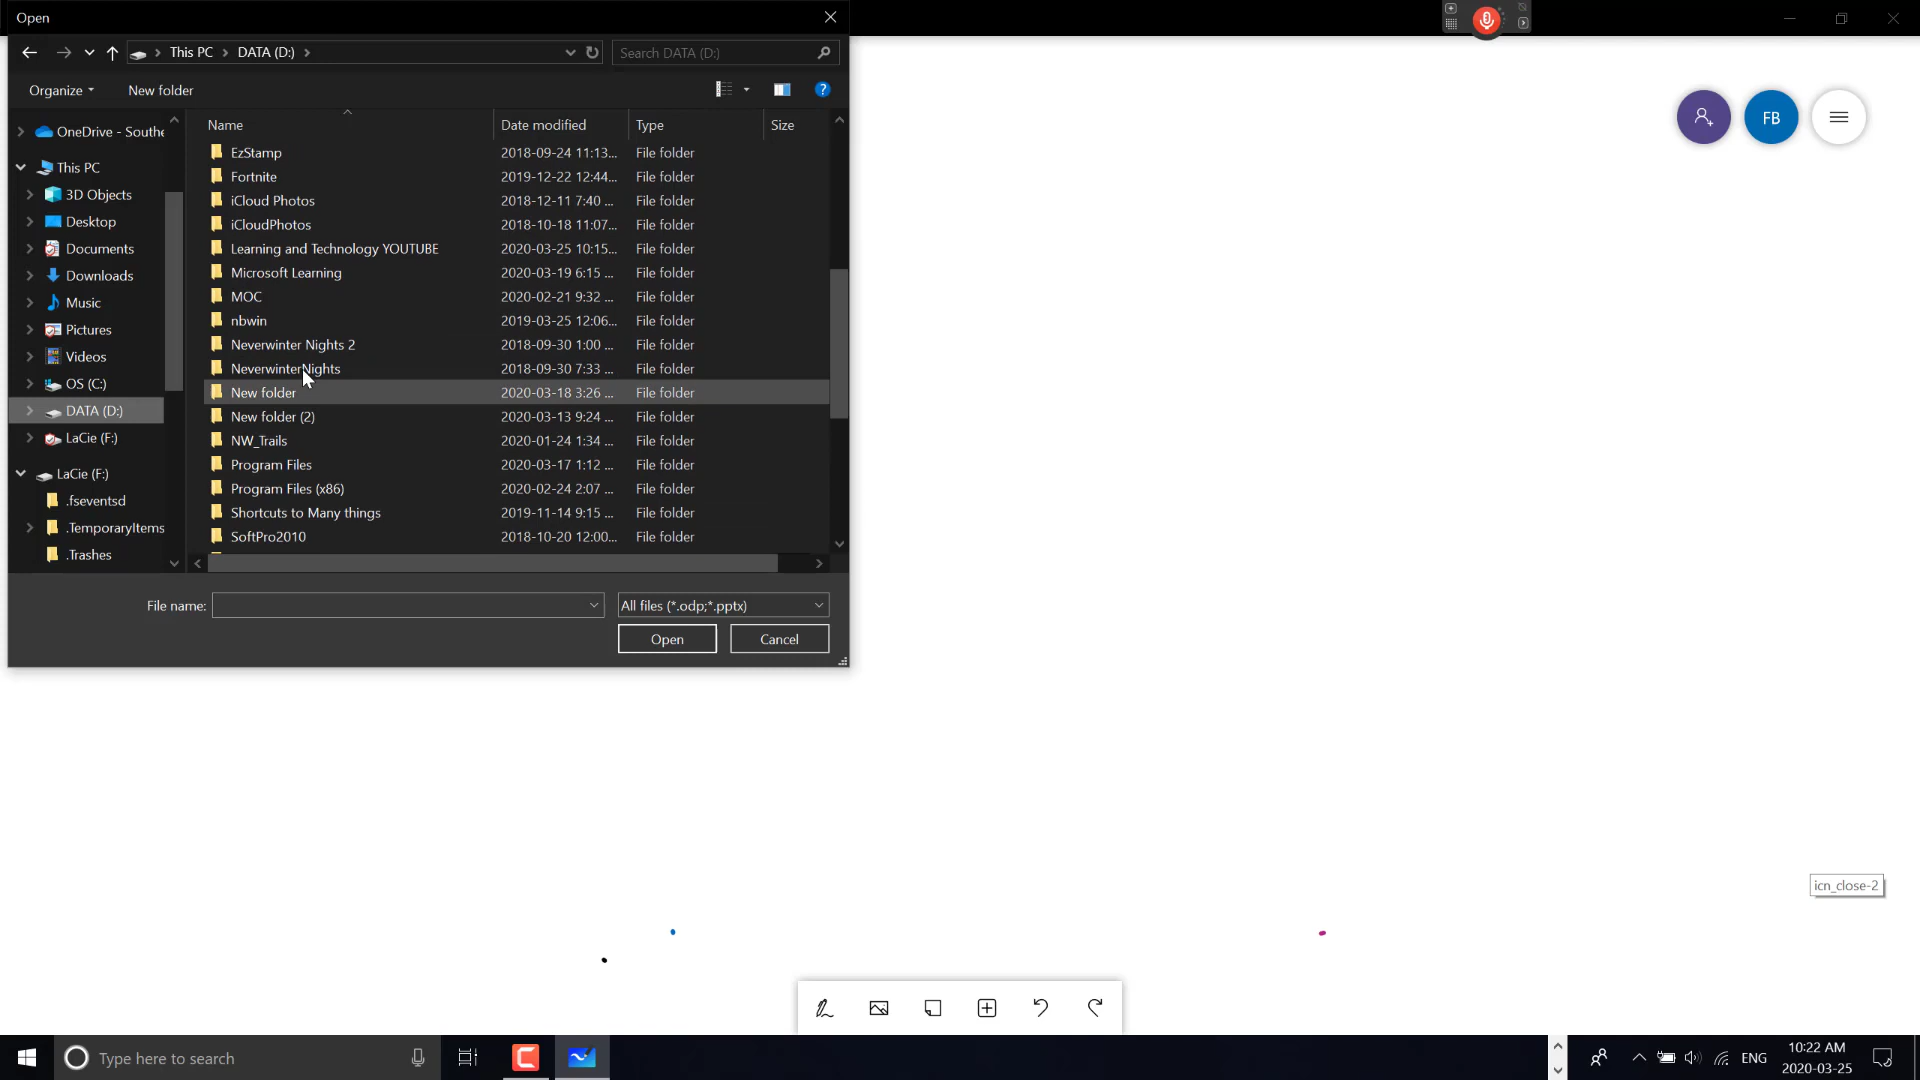 Open
This PC DATA (D:) Search DATA (D:)
Organize New folder ?
Name Date modified Type Size
OneDrive - Southe
This PC
3D Objects
Desktop
Documents
Downloads
Music
Pictures
Videos
OS (C:)
DATA (D:)
LaCie (F:)
LaCie (F:)
.fseventsd
.TemporaryItems
.Trashes
EzStamp 2018-09-24 11:13... File folder
Fortnite 2019-12-22 12:44... File folder
iCloud Photos 2018-12-11 7:40 ... File folder
iCloudPhotos 2018-10-18 11:07... File folder
Learning and Technology YOUTUBE 2020-03-25 10:15... File folder
Microsoft Learning 2020-03-19 6:15 ... File folder
MOC 2020-02-21 9:32 ... File folder
nbwin 2019-03-25 12:06... File folder
Neverwinter Nights 2 2018-09-30 1:00 ... File folder
NeverwinterNights 2018-09-30 7:33 ... File folder
New folder 2020-03-18 3:26 ... File folder
New folder (2) 2020-03-13 9:24 ... File folder
NW_Trails 2020-01-24 1:34 ... File folder
Program Files 2020-03-17 1:12 ... File folder
Program Files (x86) 2020-02-24 2:07 ... File folder
Shortcuts to Many things 2019-11-14 9:15 ... File folder
SoftPro2010 2018-10-20 12:00... File folder
File name: All files (*.odp;*.pptx)
Open Cancel
FB
icn_close-2
Type here to search
ENG
10:22 AM
2020-03-25